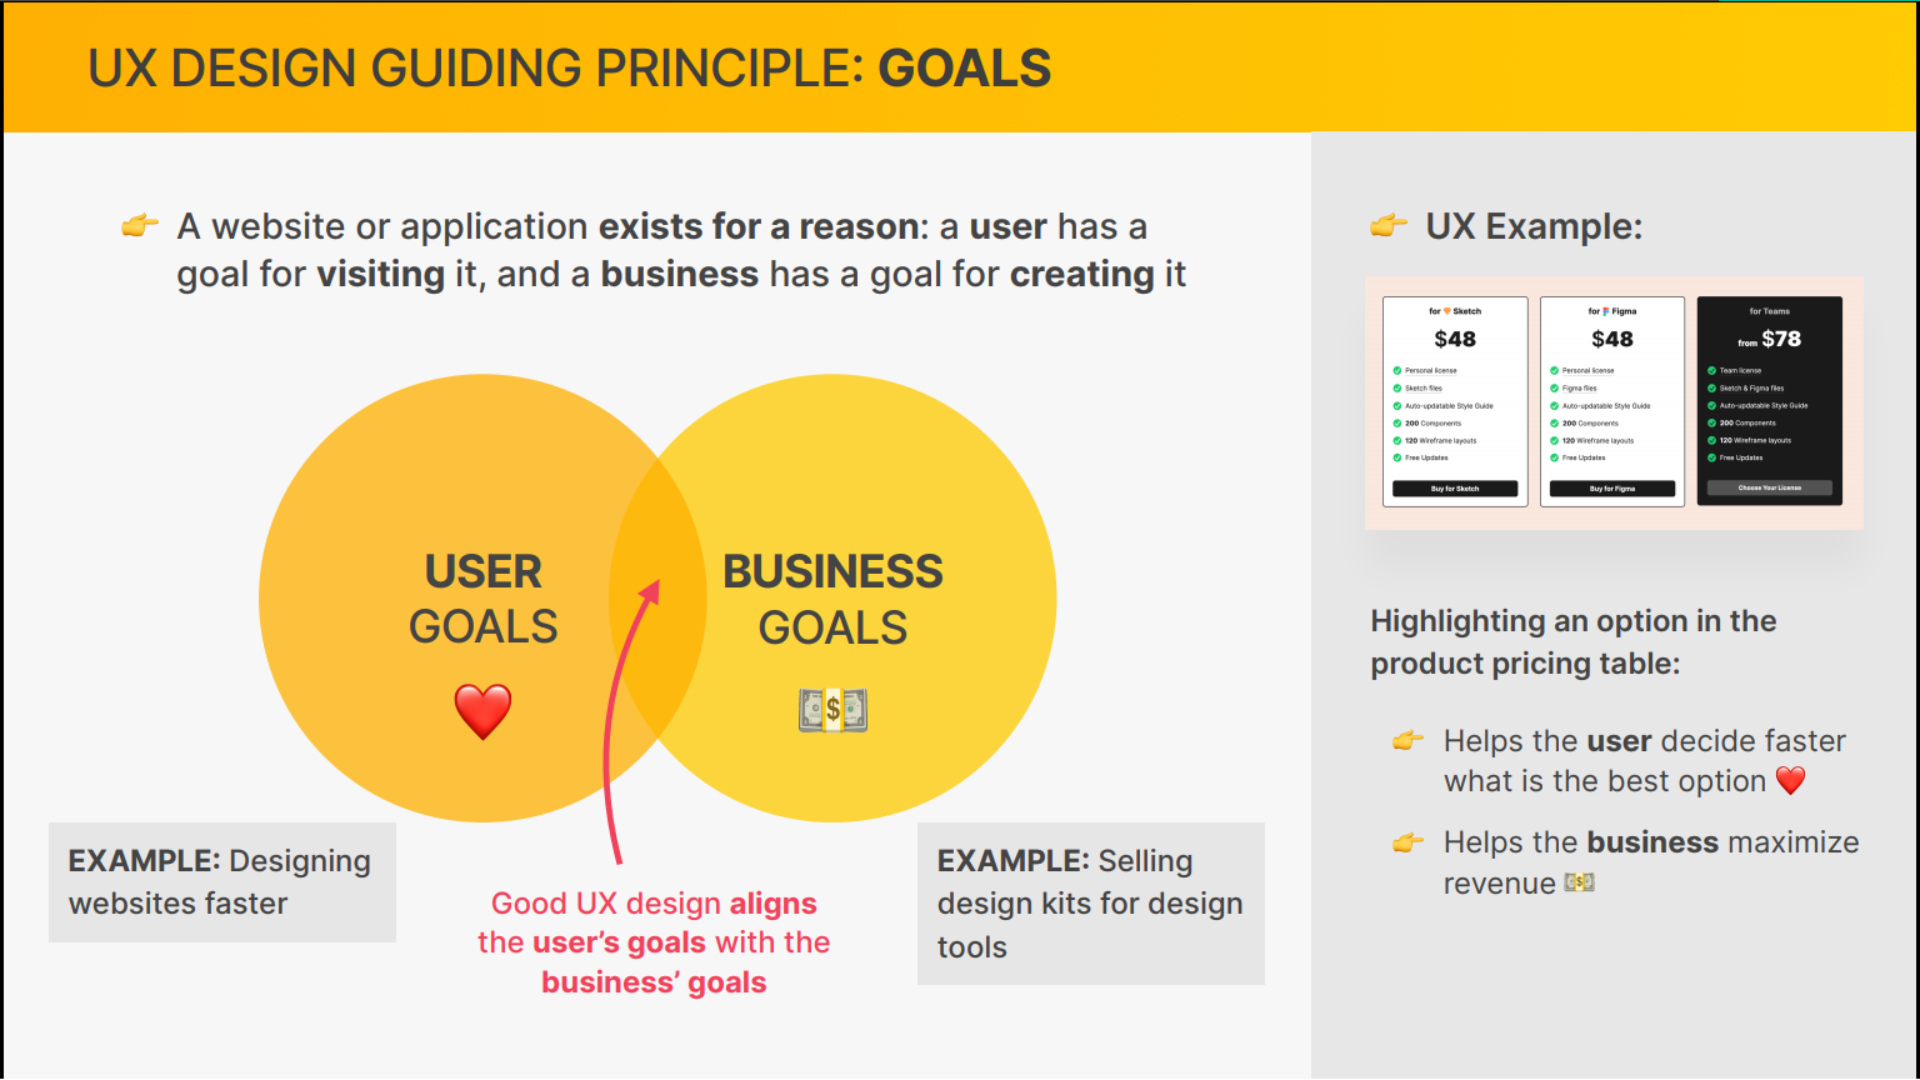 UX DESIGN GUIDING PRINCIPLE: GOALS
A website or application exists for a reason: a user has a
goal for visiting it, and a business has a goal for creating it
USER
GOALS
BUSINESS
GOALS
EXAMPLE: Designing
websites faster
Good UX design aligns
the user’s goals with the
business’ goals
EXAMPLE: Selling
design kits for design
tools
UX Example:
for Sketch
$48
Personal license
Sketch files
Auto-updatable Style Guide
200 Components
120 Wireframe layouts
Free Updates
Buy for Sketch
for Figma
$48
Personal license
Figma files
Auto-updatable Style Guide
200 Components
120 Wireframe layouts
Free Updates
Buy for Figma
for Teams
from $78
Team license
Sketch & Figma files
Auto-updatable Style Guide
200 Components
120 Wireframe layouts
Free Updates
Choose Your License
Highlighting an option in the
product pricing table:
Helps the user decide faster
what is the best option
Helps the business maximize
revenue